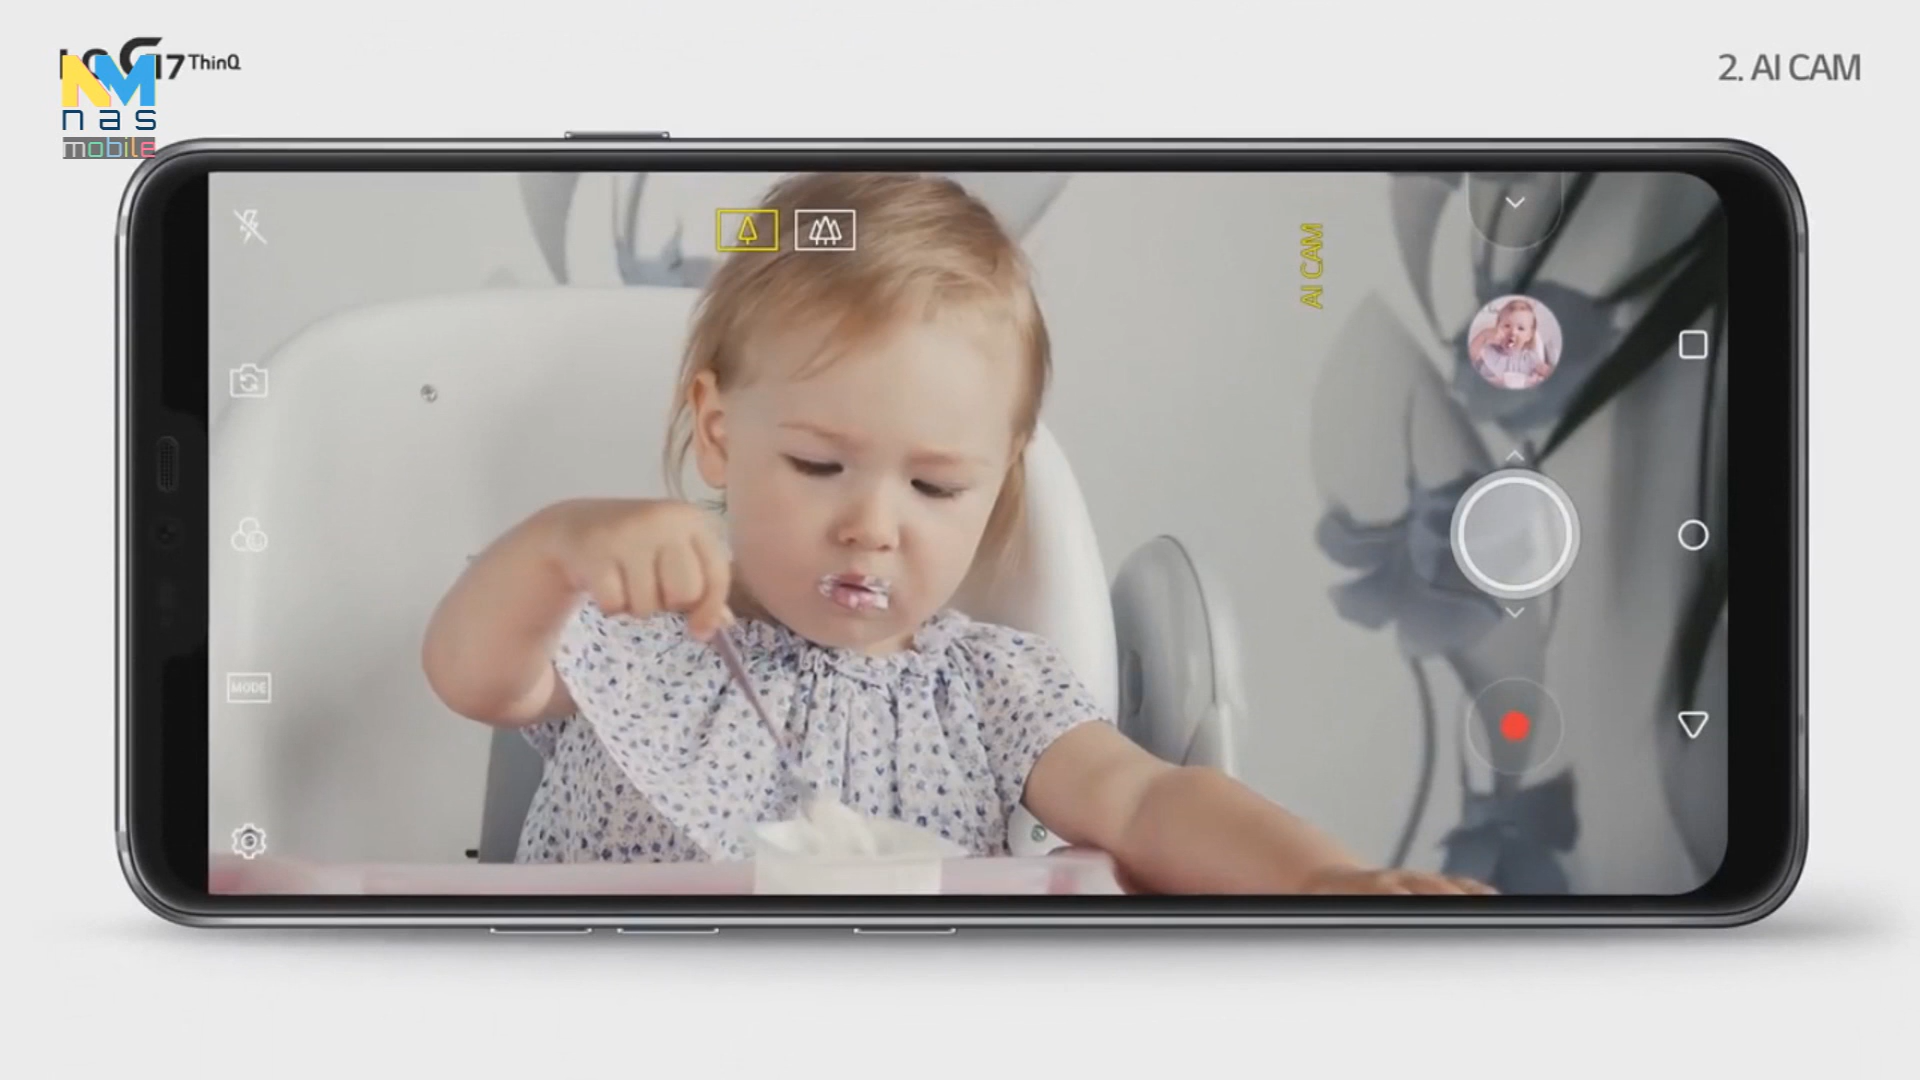 G7 ThinQ
nas
mobile
2. AI CAM
AI CAM
MODE